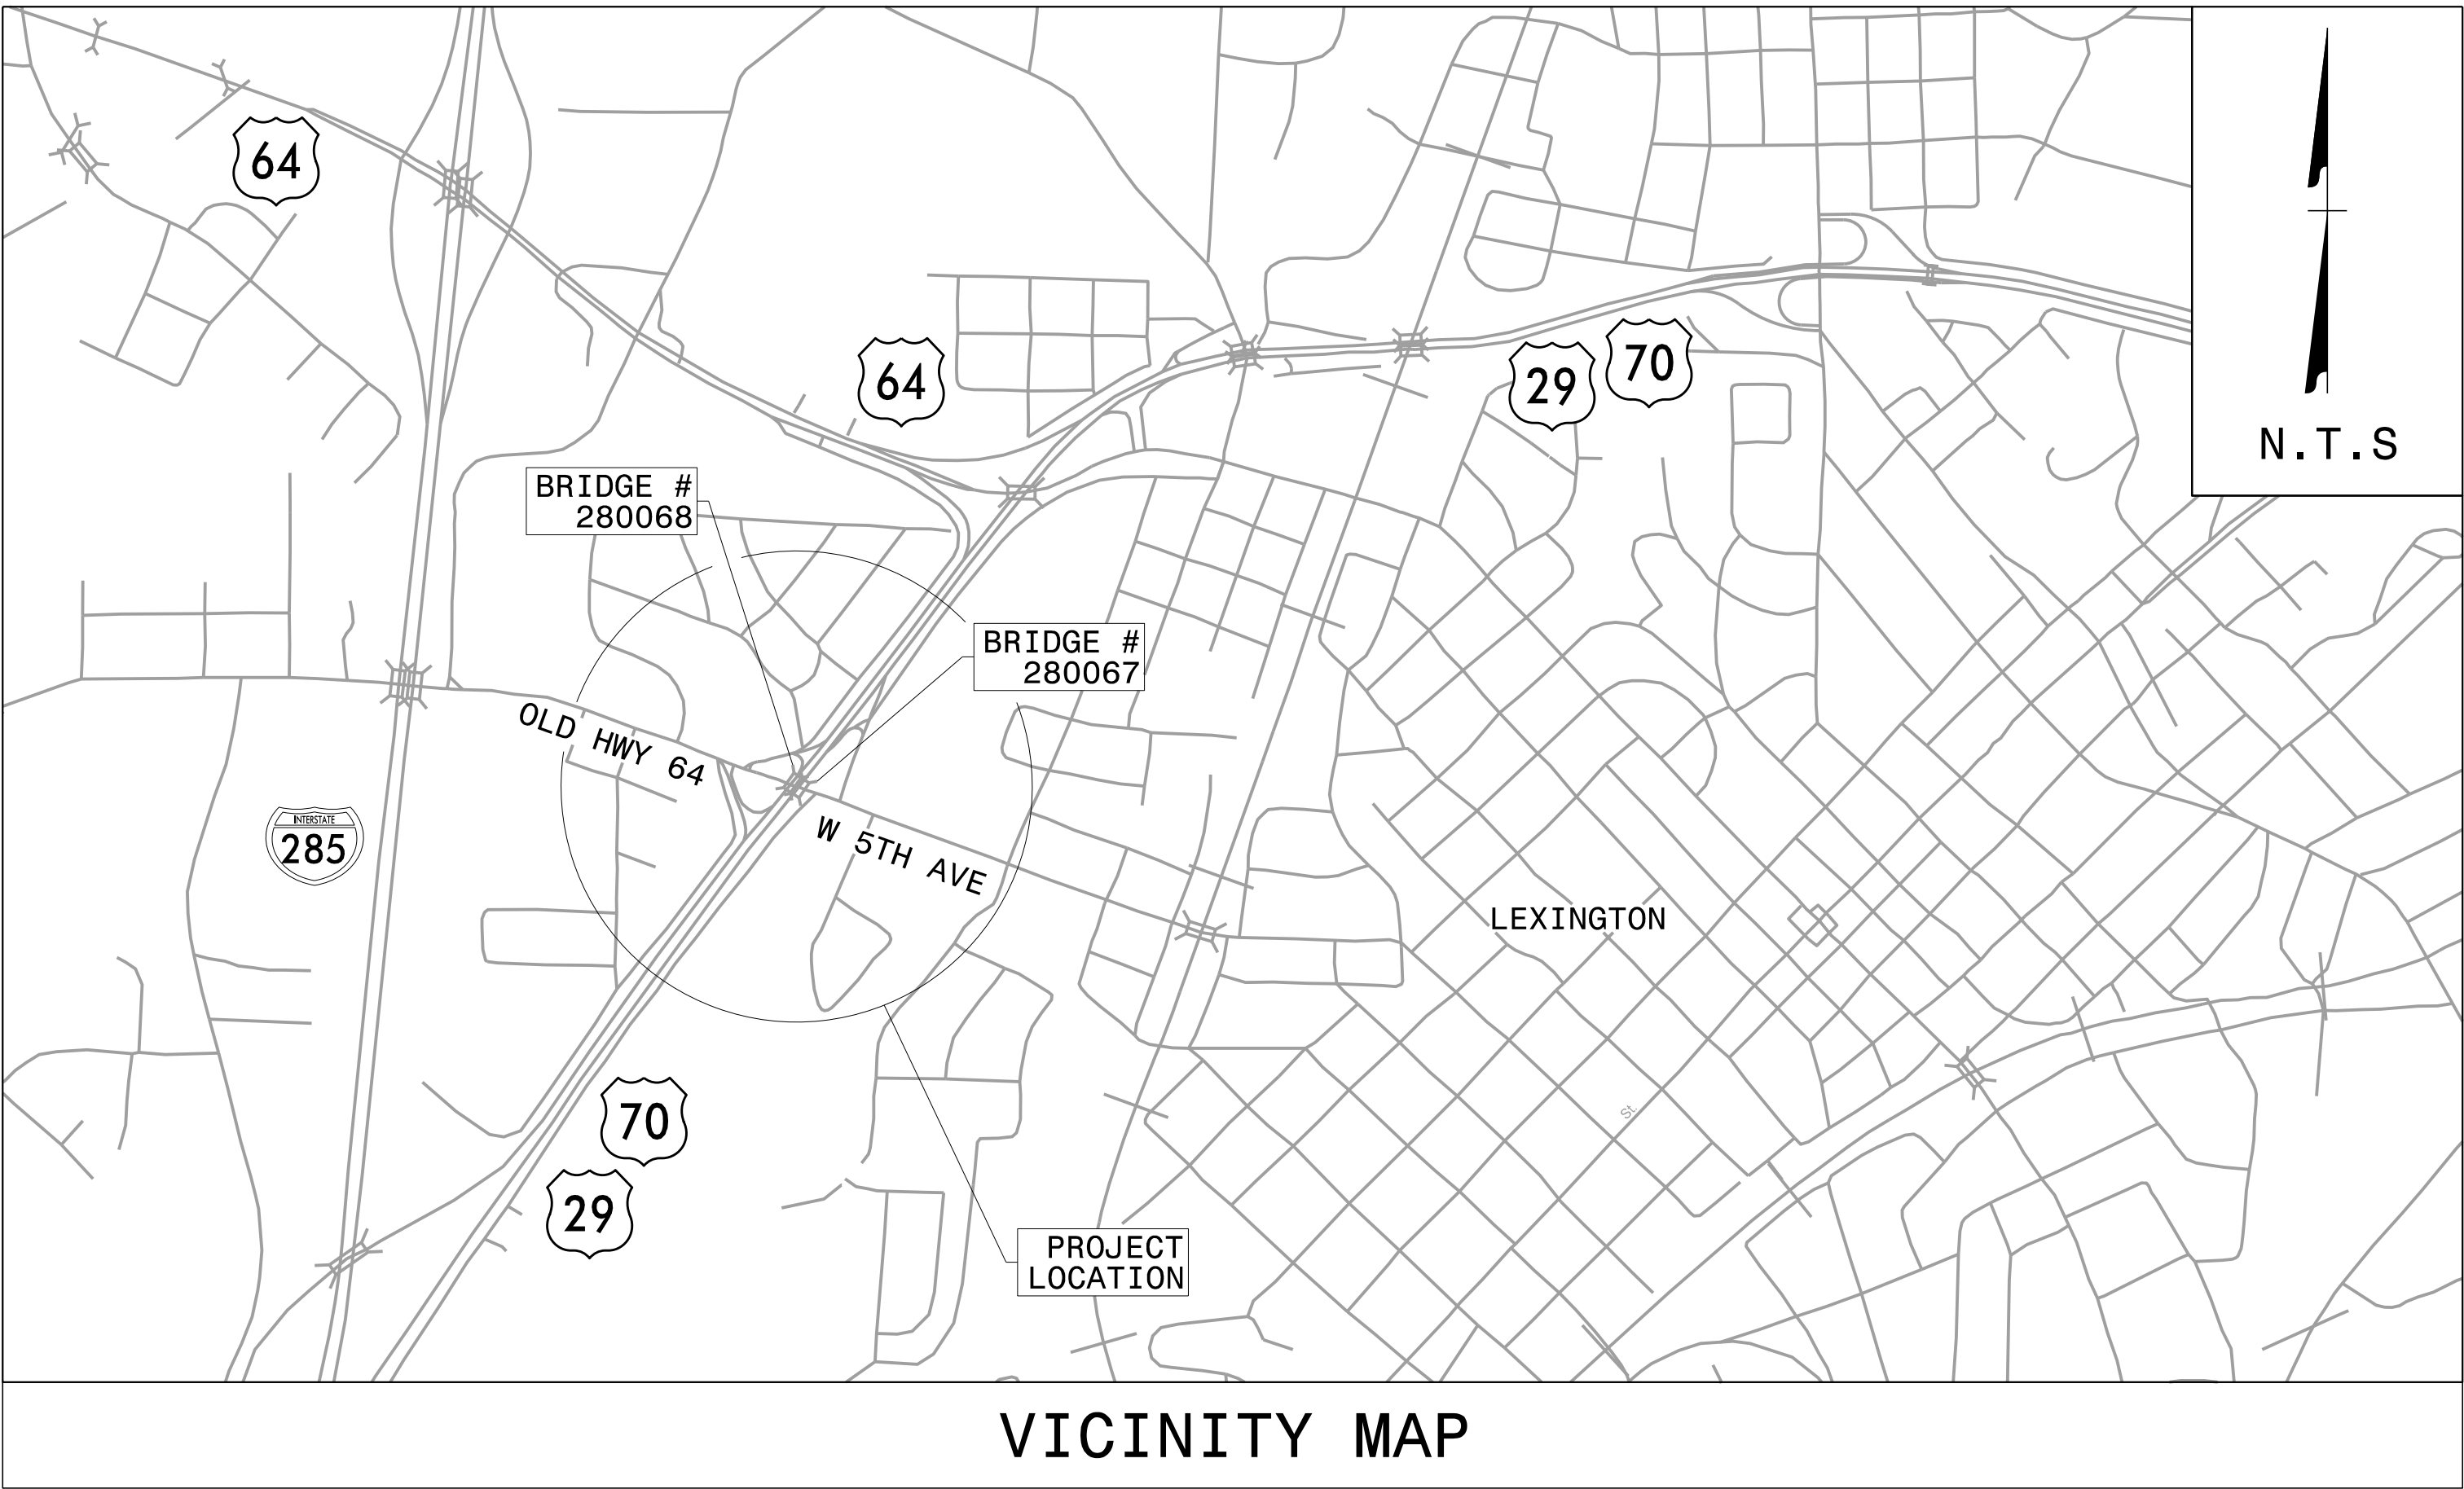 64
64
29
70
N.T.S
BRIDGE #
280068
BRIDGE #
280067
OLD HWY 64
INTERSTATE
285
W 5TH AVE
LEXINGTON
70
St.
29
PROJECT
LOCATION
VICINITY MAP